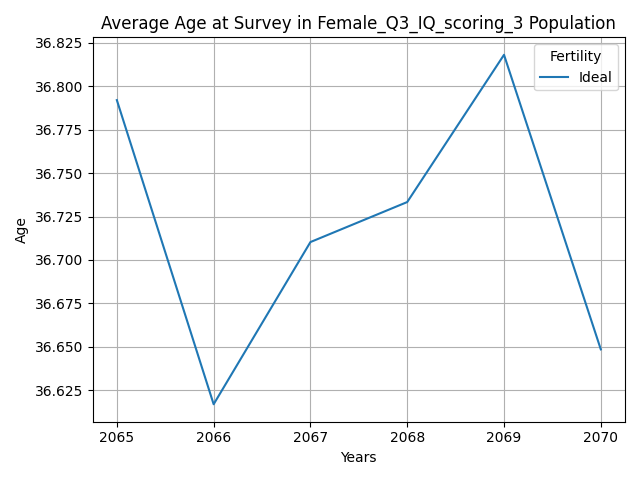 Average Age at Survey in Female_Q3_IQ_scoring_3 Population
Fertility
Ideal
36.825
36.800
36.775
36.750
36.725
36.700
36.675
36.650
36.625
Age
2065 2066 2067 2068 2069 2070
Years